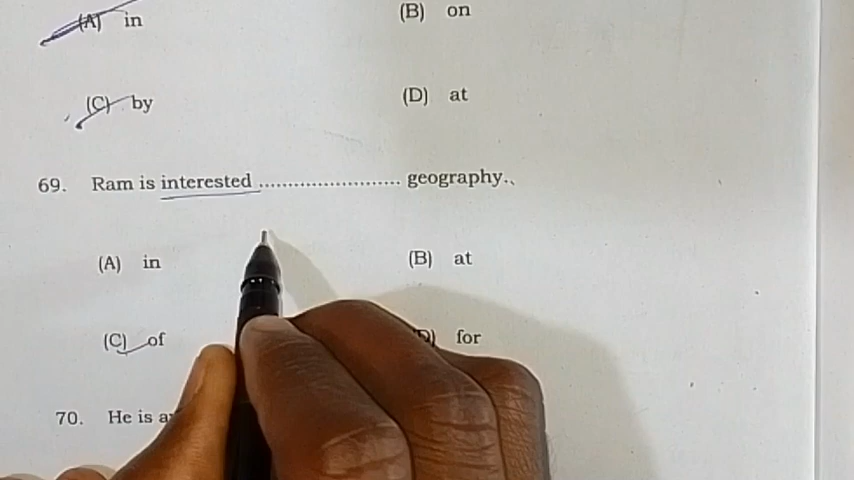 (A) in (B) on
(C) by (D) at
69. Ram is interested ........................ geography.
(A) in (B) at
(C) of (D) for
70. He is